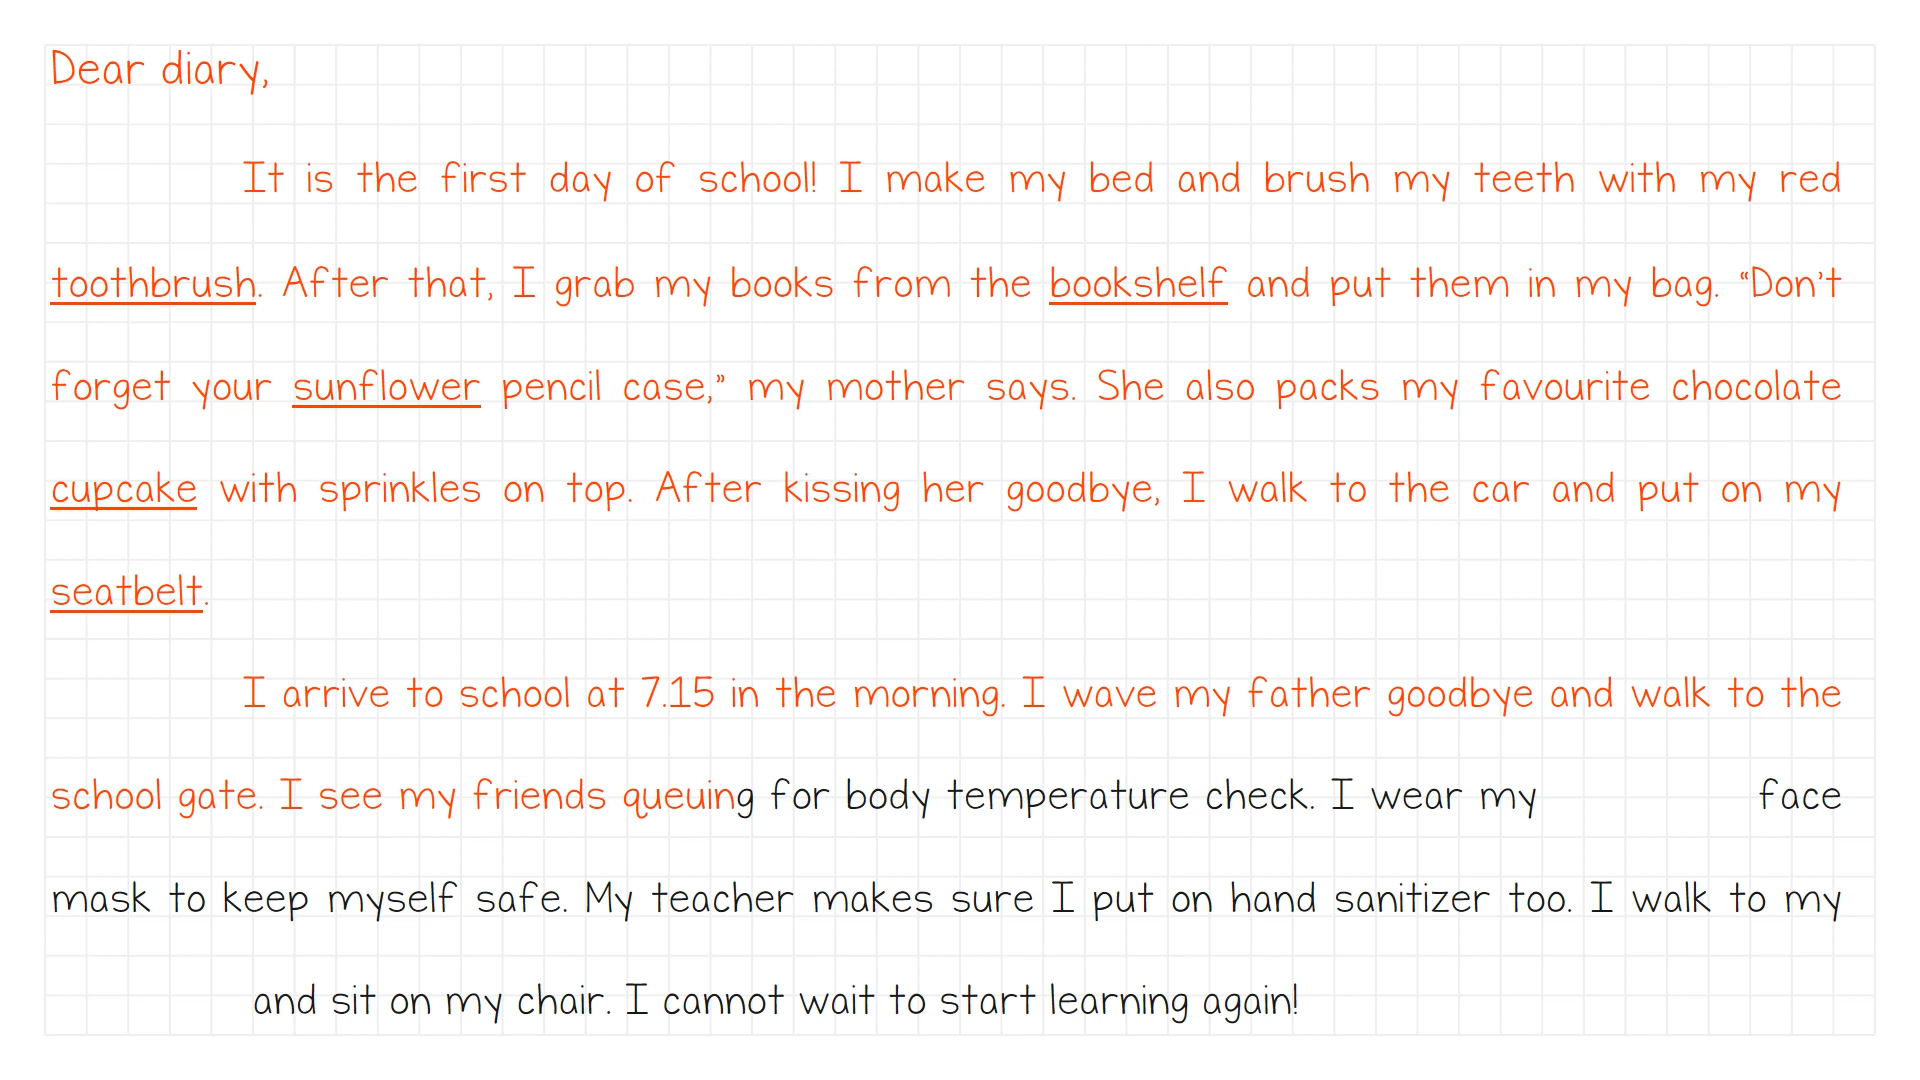 Dear diary,
It is the first day of school! I make my bed and brush my teeth with my red
toothbrush. After that, I grab my books from the bookshelf and put them in my bag. “Don’t
forget your sunflower pencil case,” my mother says. She also packs my favourite chocolate
cupcake with sprinkles on top. After kissing her goodbye, I walk to the car and put on my
seatbelt.
I arrive to school at 7.15 in the morning. I wave my father goodbye and walk to the
school gate. I see my friends queuing for body temperature check. I wear my face
mask to keep myself safe. My teacher makes sure I put on hand sanitizer too. I walk to my
and sit on my chair. I cannot wait to start learning again!